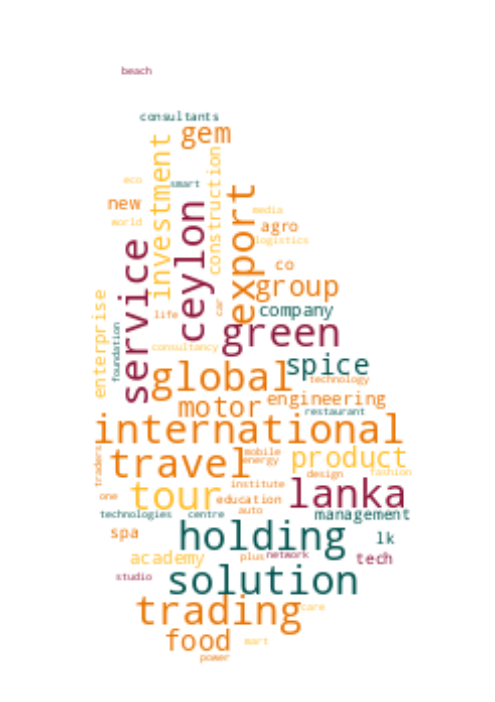 beach
consultants
gem
investment
construction
eco
smart
new
ceylon
export
media
world
agro
logistics
service
co
group
enterprise
life
car
company
foundation
green
consultancy
spice
global
technology
motor
engineering
restaurant
international
traders
travel
mobile
energy
product
design
fashion
tour
institute
lanka
one
education
auto
technologies
centre
management
spa
holding
lk
academy
plus
network
tech
studio
solution
trading
care
food
mart
power